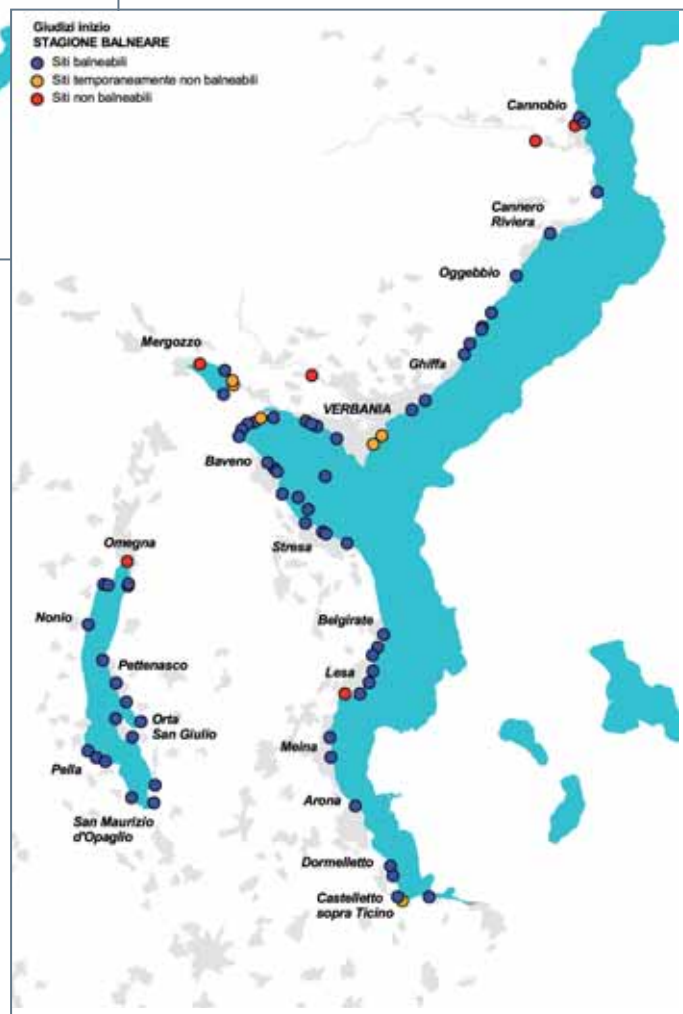 Giudizi inizio
STAGIONE BALNEARE
Siti balneabili
Siti temporaneamente non balneabili
Siti non balneabili
Cannobio
Cannero
Riviera
Oggebbio
Mergozzo
Ghiffa
VERBANIA
Baveno
Omegna
Stresa
Nonio
Belgirate
Pettenasco
Lesa
Orta
San Giulio
Meina
Pella
Arona
San Maurizio
d'Opaglio
Dormelletto
Castelletto
sopra Ticino